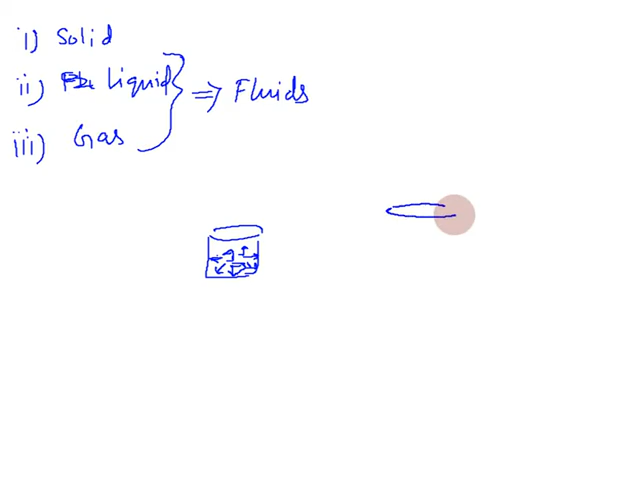 i) Solid
ii) Liquid
iii) Gas
⇒ Fluids